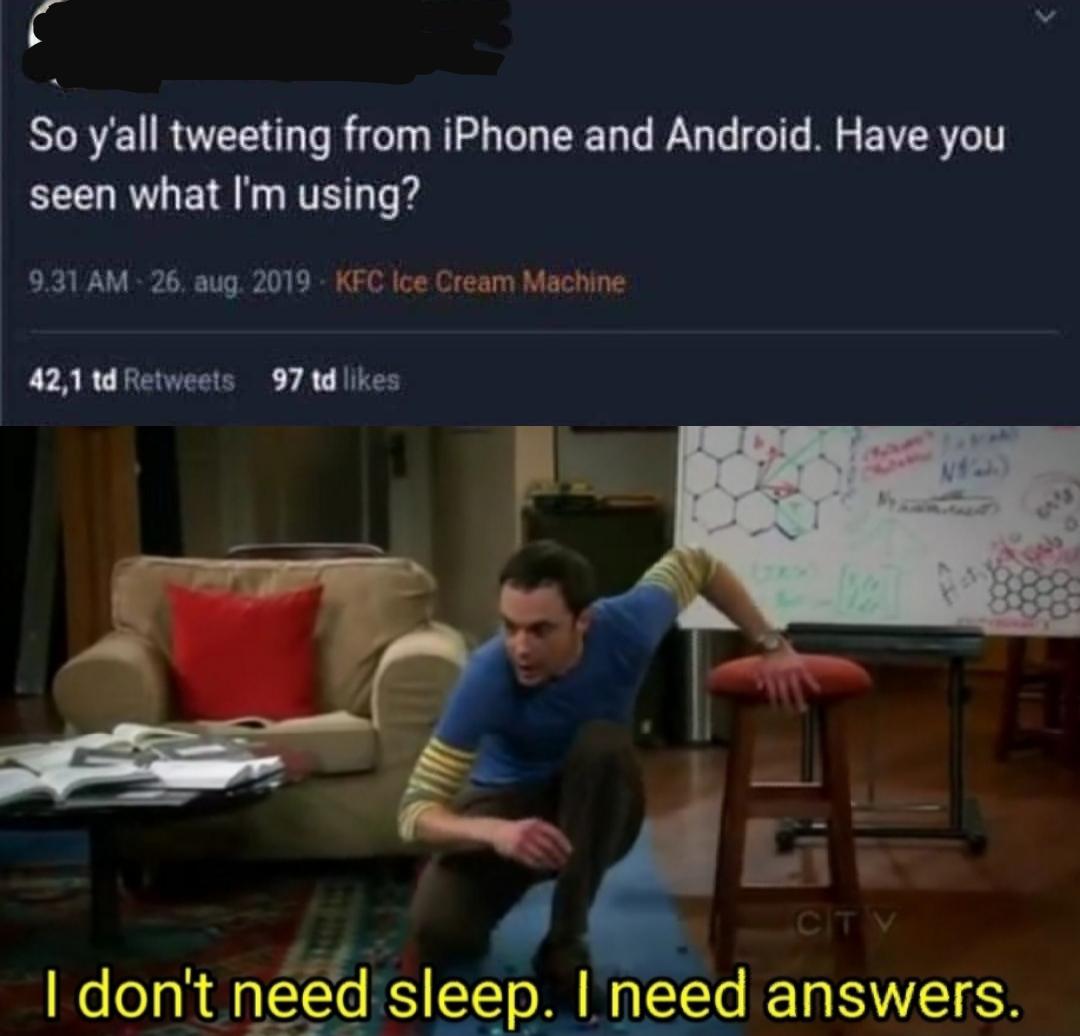 So y'all tweeting from iPhone and Android. Have you
seen what I'm using?
9.31 AM · 26. aug. 2019 · KFC Ice Cream Machine
42,1 td Retweets 97 td likes
CITY
I don't need sleep. I need answers.